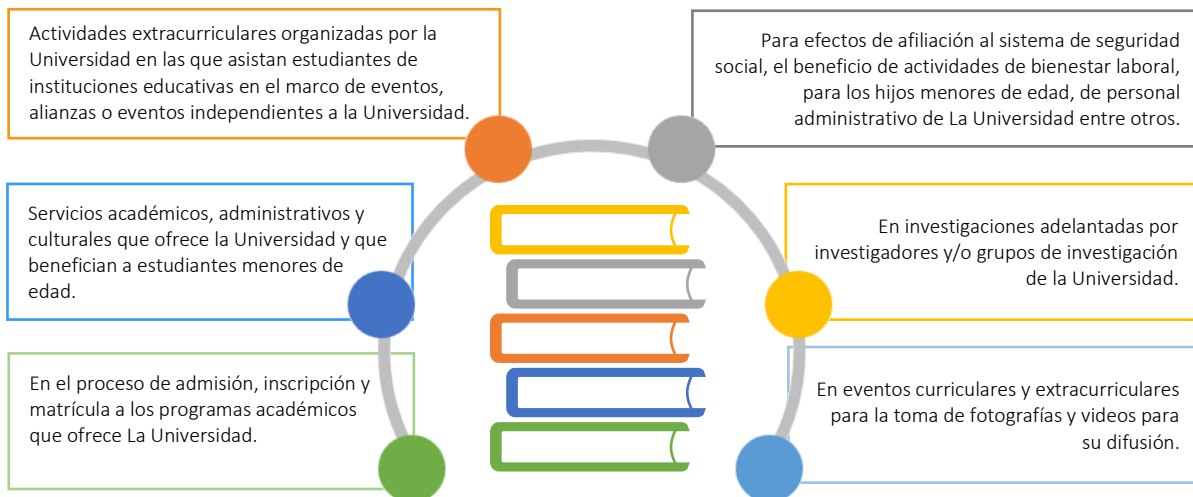 Actividades extracurriculares organizadas por la
Universidad en las que asistan estudiantes de
instituciones educativas en el marco de eventos,
alianzas o eventos independientes a la Universidad.
Servicios académicos, administrativos y
culturales que ofrece la Universidad y que
benefician a estudiantes menores de
edad.
En el proceso de admisión, inscripción y
matrícula a los programas académicos
que ofrece La Universidad.
Para efectos de afiliación al sistema de seguridad
social, el beneficio de actividades de bienestar laboral,
para los hijos menores de edad, de personal
administrativo de La Universidad entre otros.
En investigaciones adelantadas por
investigadores y/o grupos de investigación
de la Universidad.
En eventos curriculares y extracurriculares
para la toma de fotografías y videos para
su difusión.